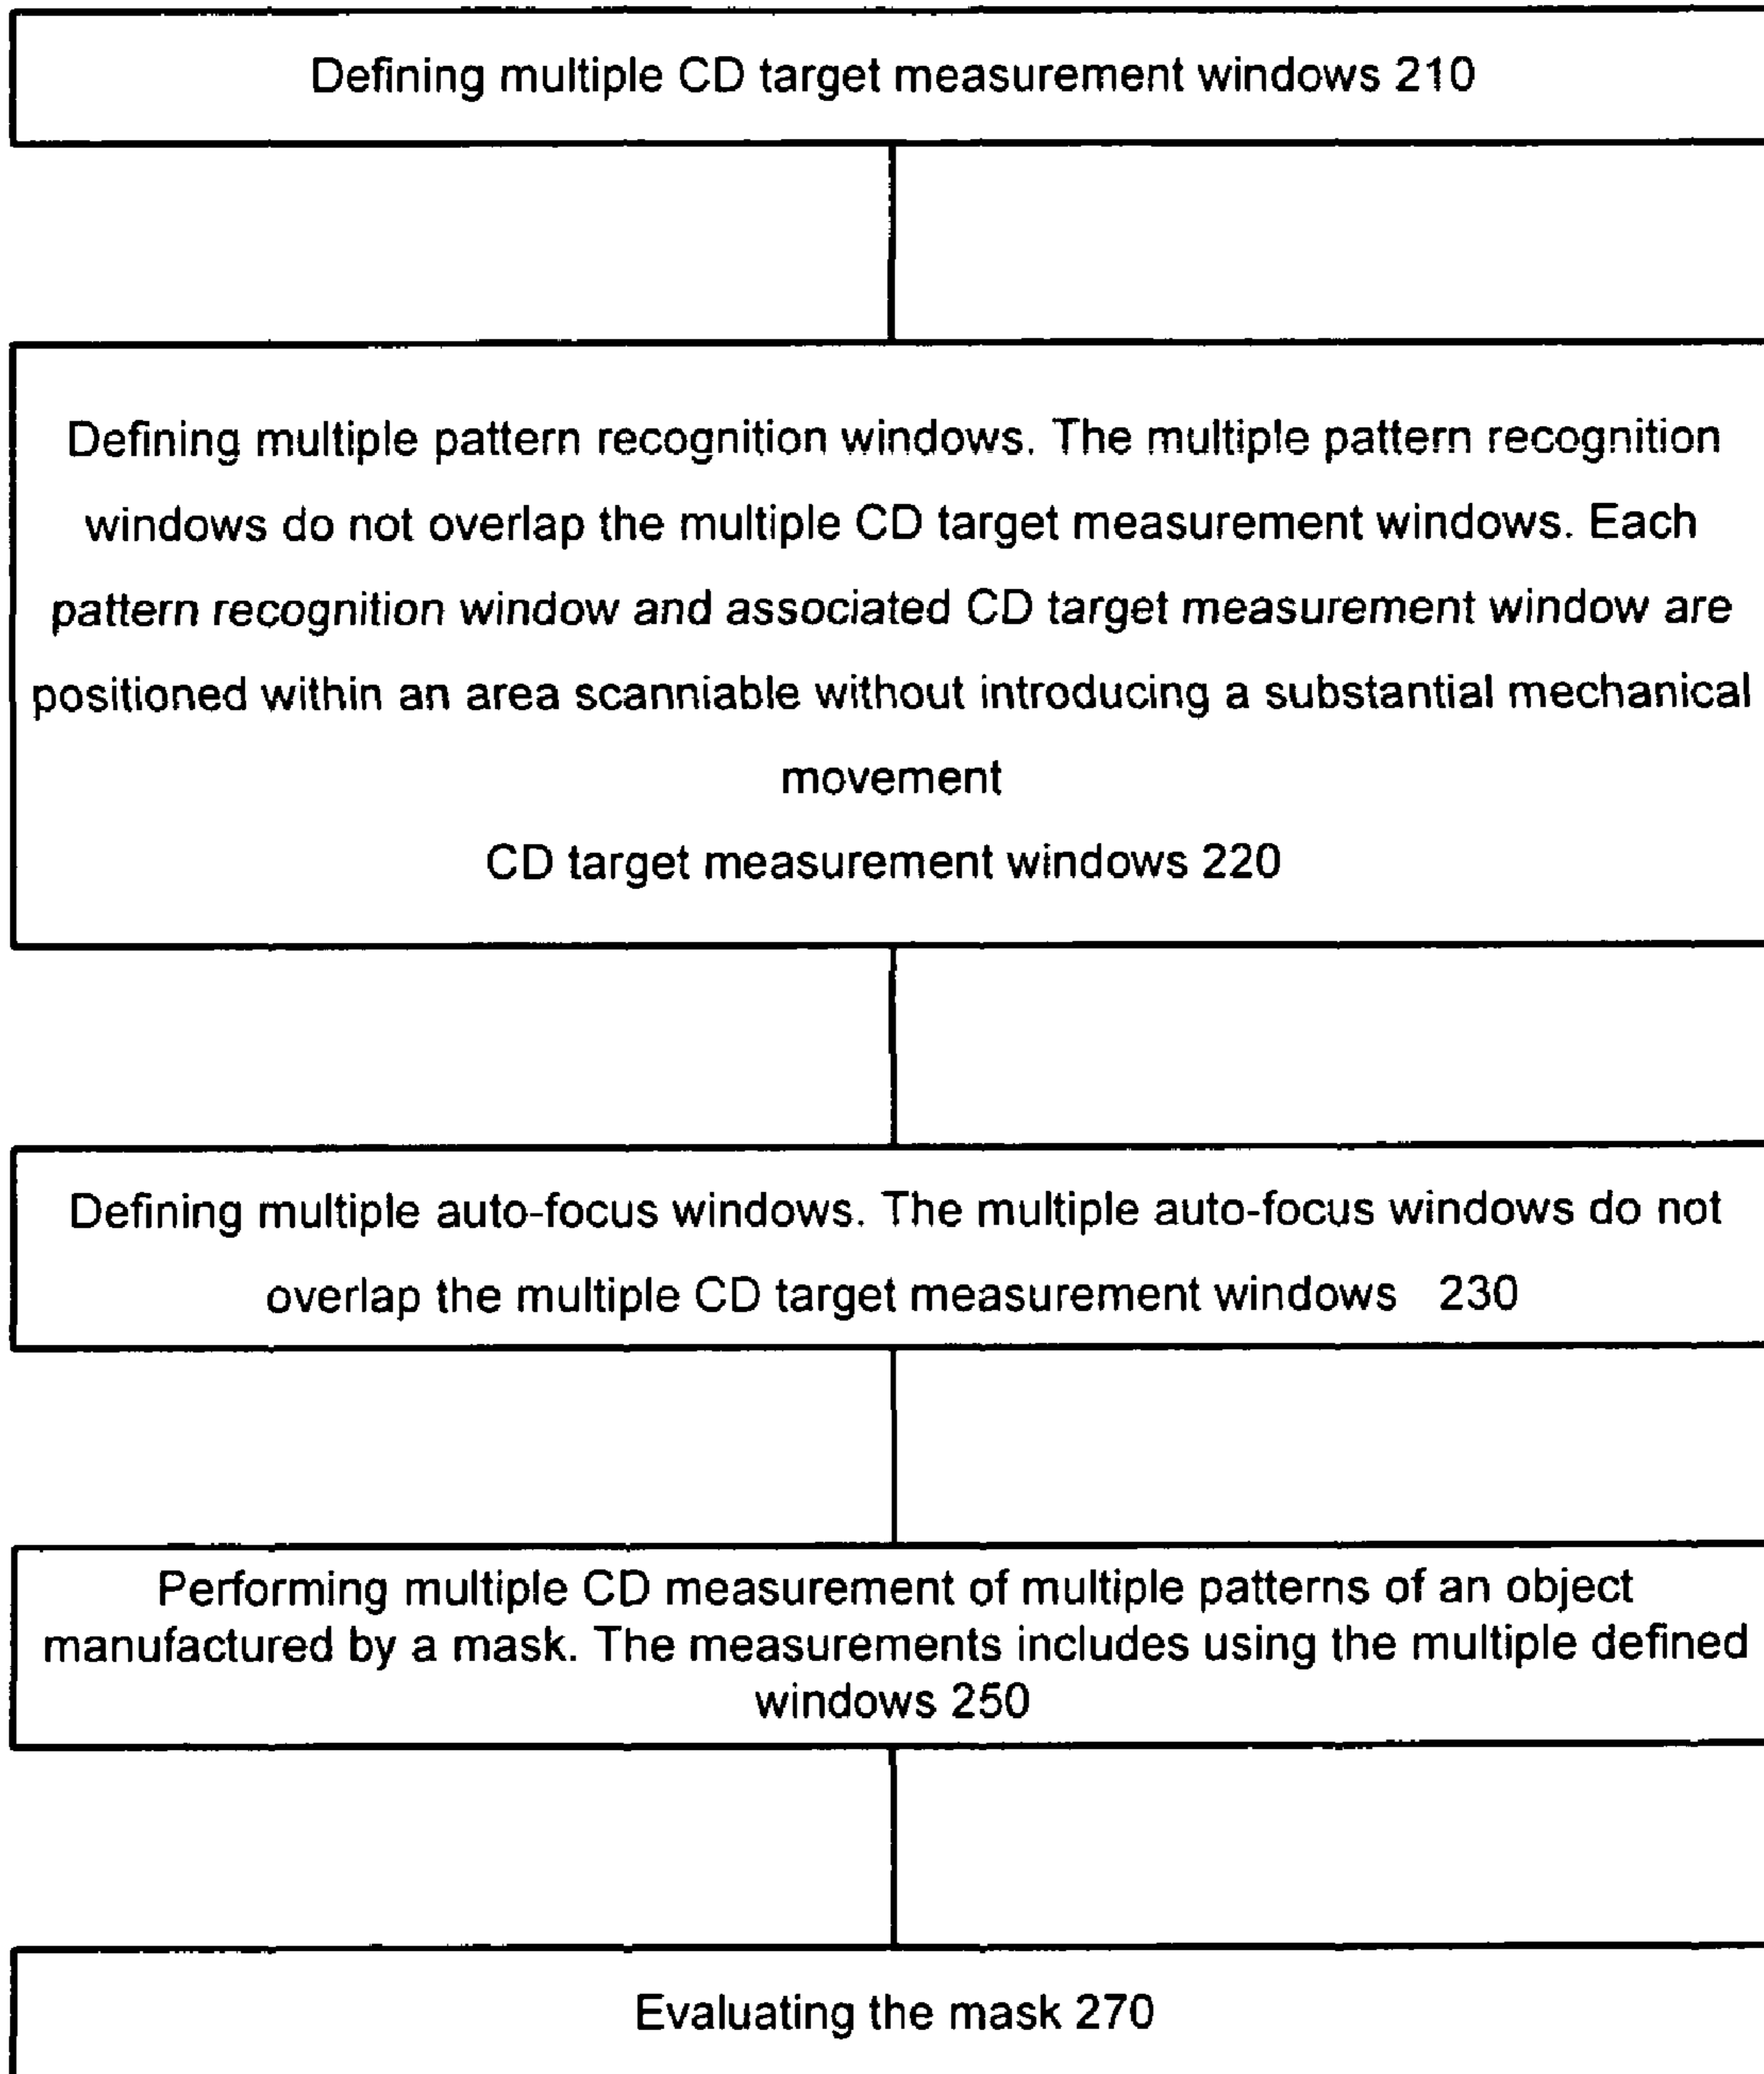 Defining multiple CD target measurement windows 210
Defining multiple pattern recognition windows. The multiple pattern recognition
windows do not overlap the multiple CD target measurement windows. Each
pattern recognition window and associated CD target measurement window are
positioned within an area scanniable without introducing a substantial mechanical
movement
CD target measurement windows 220
Defining multiple auto-focus windows. The multiple auto-focus windows do not
overlap the multiple CD target measurement windows 230
Performing multiple CD measurement of multiple patterns of an object
manufactured by a mask. The measurements includes using the multiple defined
windows 250
Evaluating the mask 270